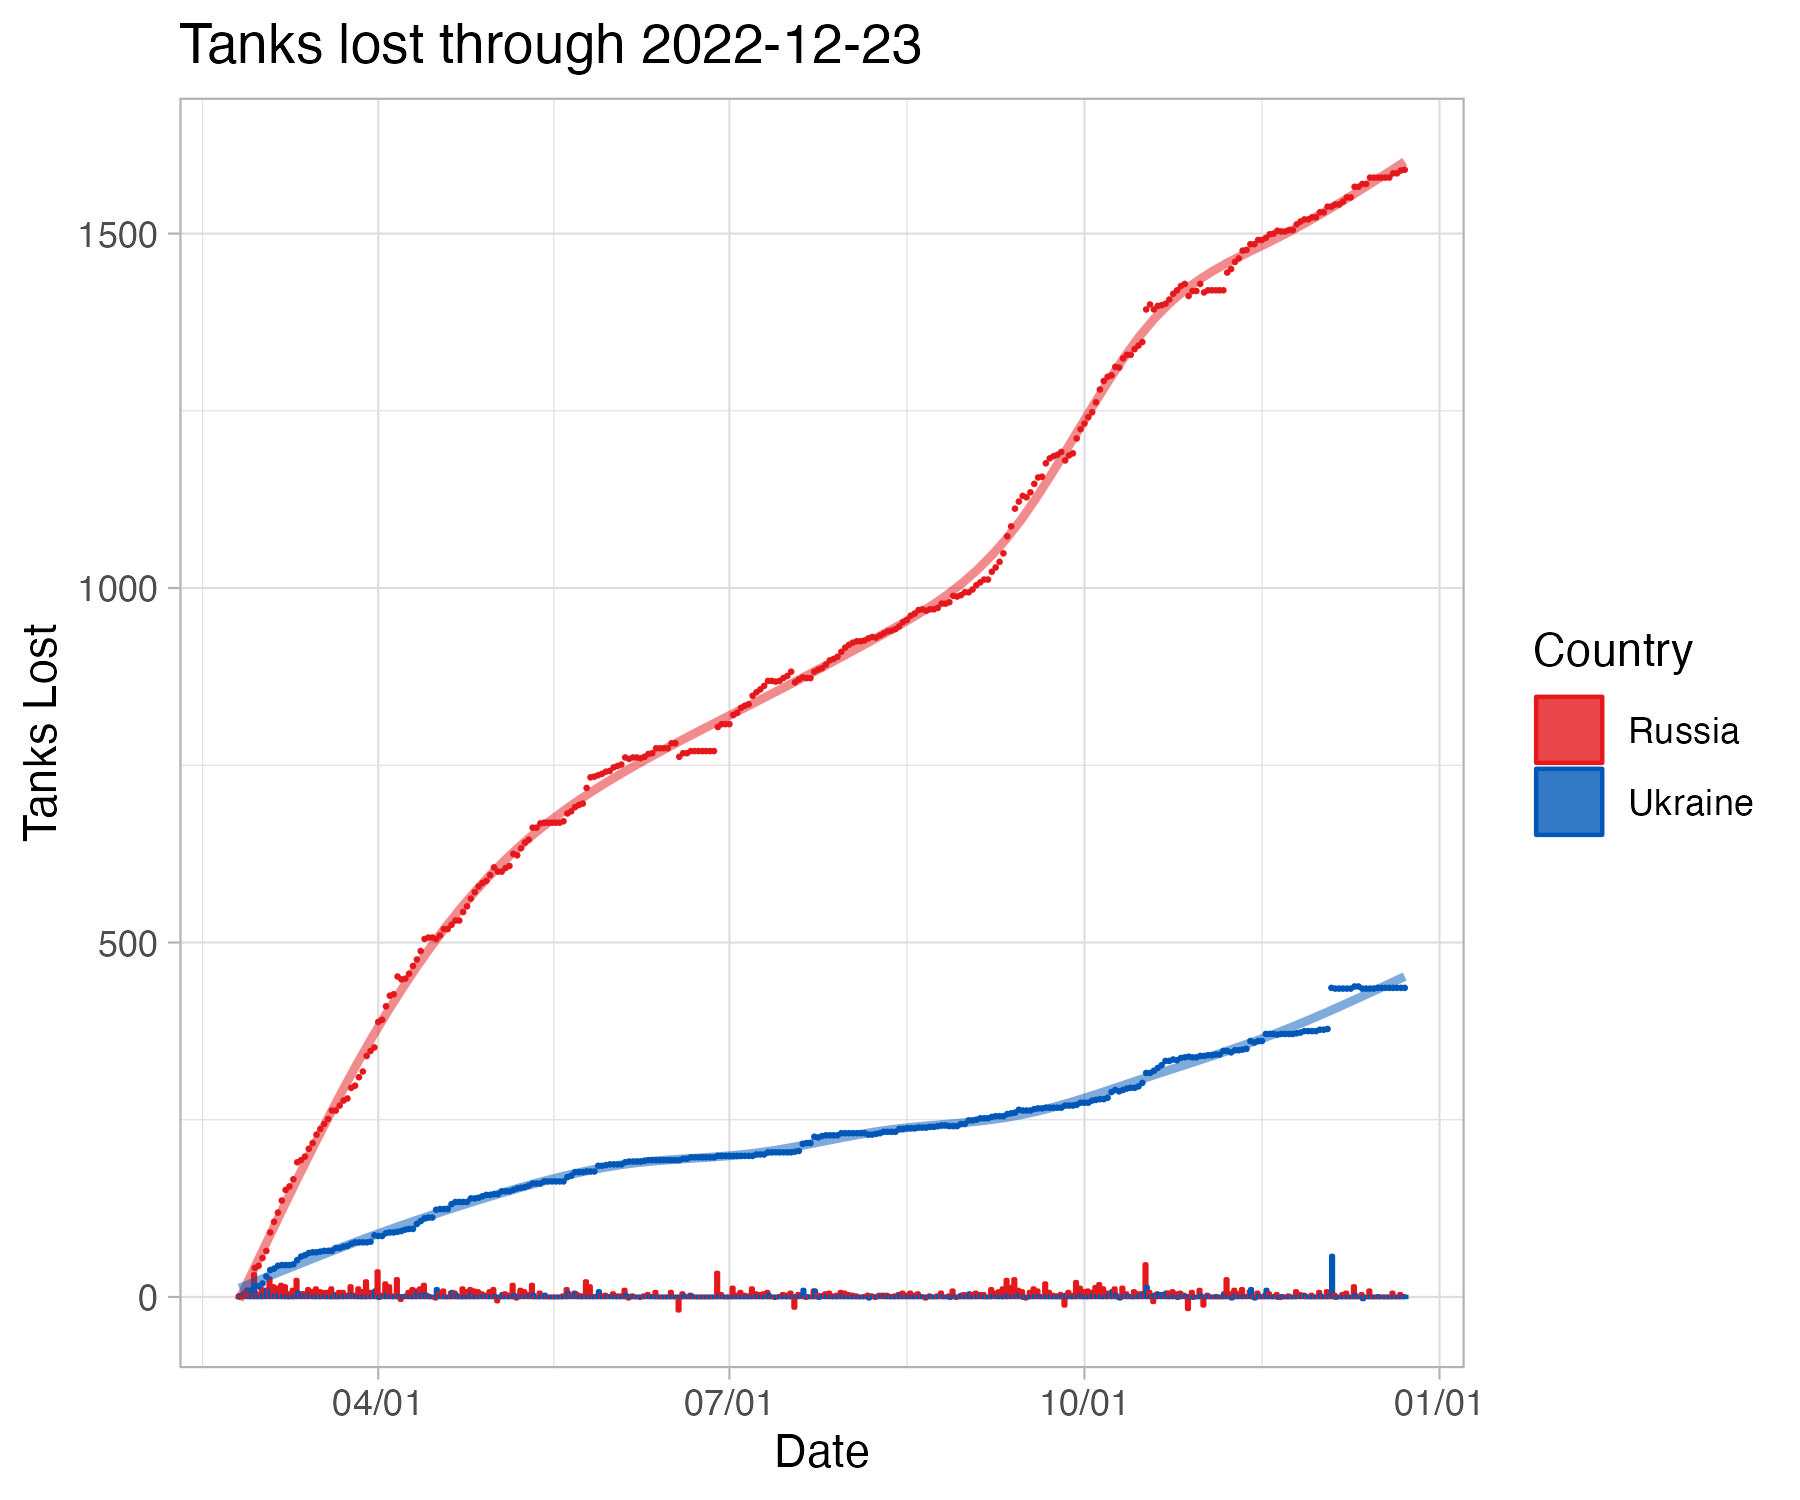 Tanks lost through 2022-12-23
1500
1000
500
0
Tanks Lost
04/01
07/01
10/01
01/01
Date
Country
Russia
Ukraine